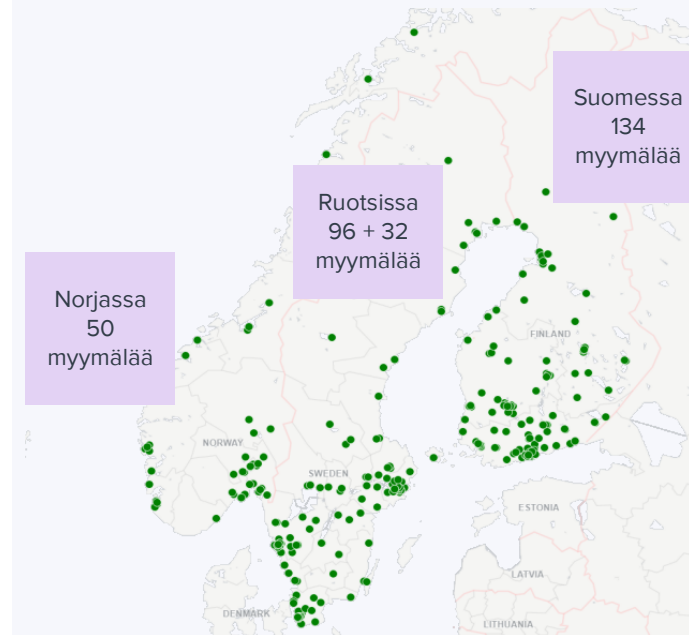 Suomessa
134
myymälää
Ruotsissa
96 + 32
myymälää
Norjassa
50
myymälää
FINLAND
NORWAY
SWEDEN
ESTONIA
LATVIA
DENMARK
LITHUANIA